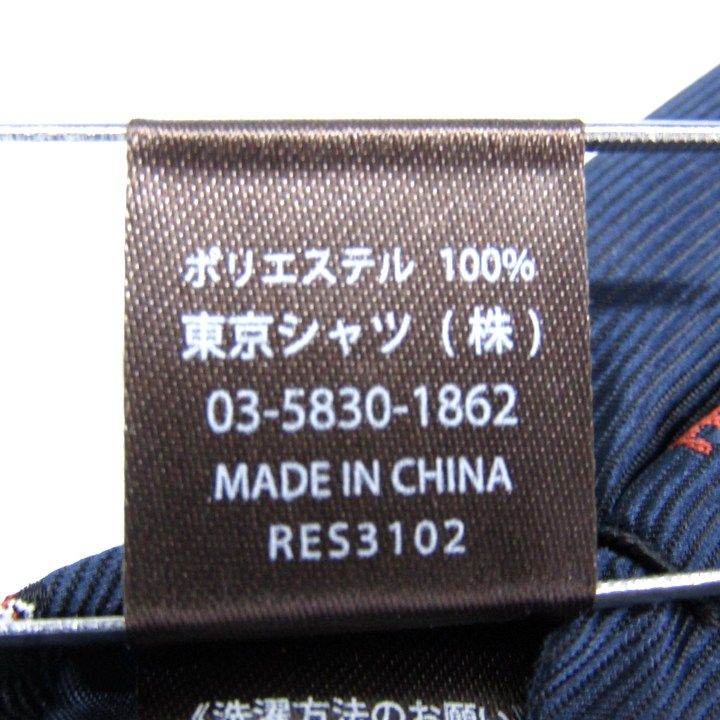 ポリエステル 100%
東京シャツ (株)
03-5830-1862
MADE IN CHINA
RES3102
《洗濯方法のお願い